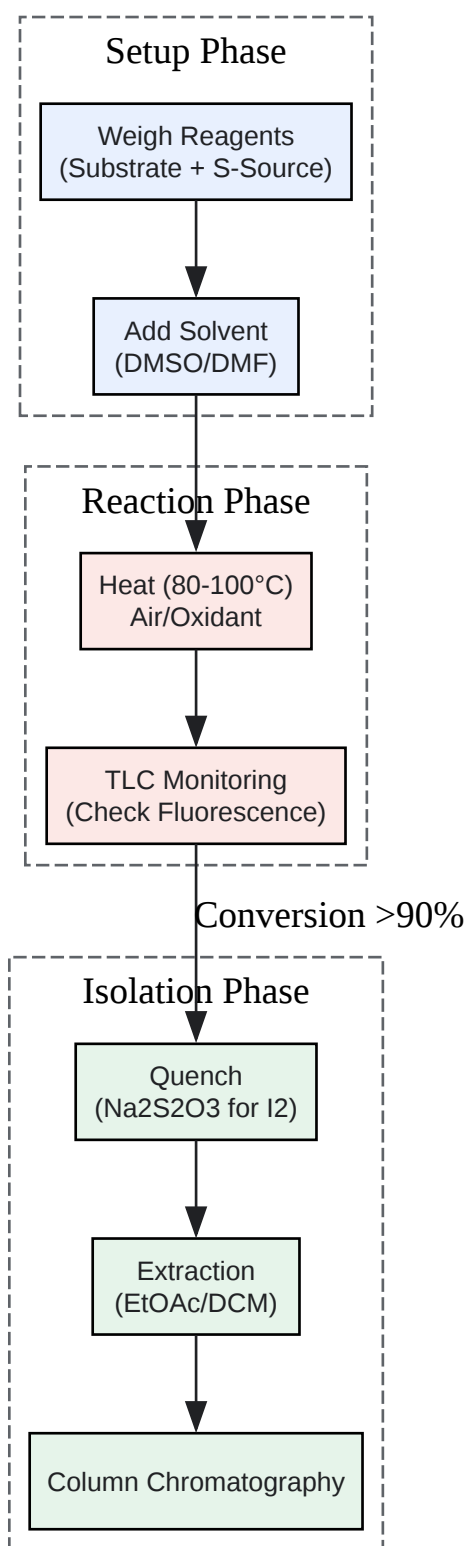 Setup Phase
Weigh Reagents
(Substrate + S-Source)
Add Solvent
(DMSO/DMF)
Reaction Phase
Heat (80-100°C)
Air/Oxidant
TLC Monitoring
(Check Fluorescence)
Conversion >90%
Isolation Phase
Quench
(Na2S2O3 for I2)
Extraction
(EtOAc/DCM)
Column Chromatography